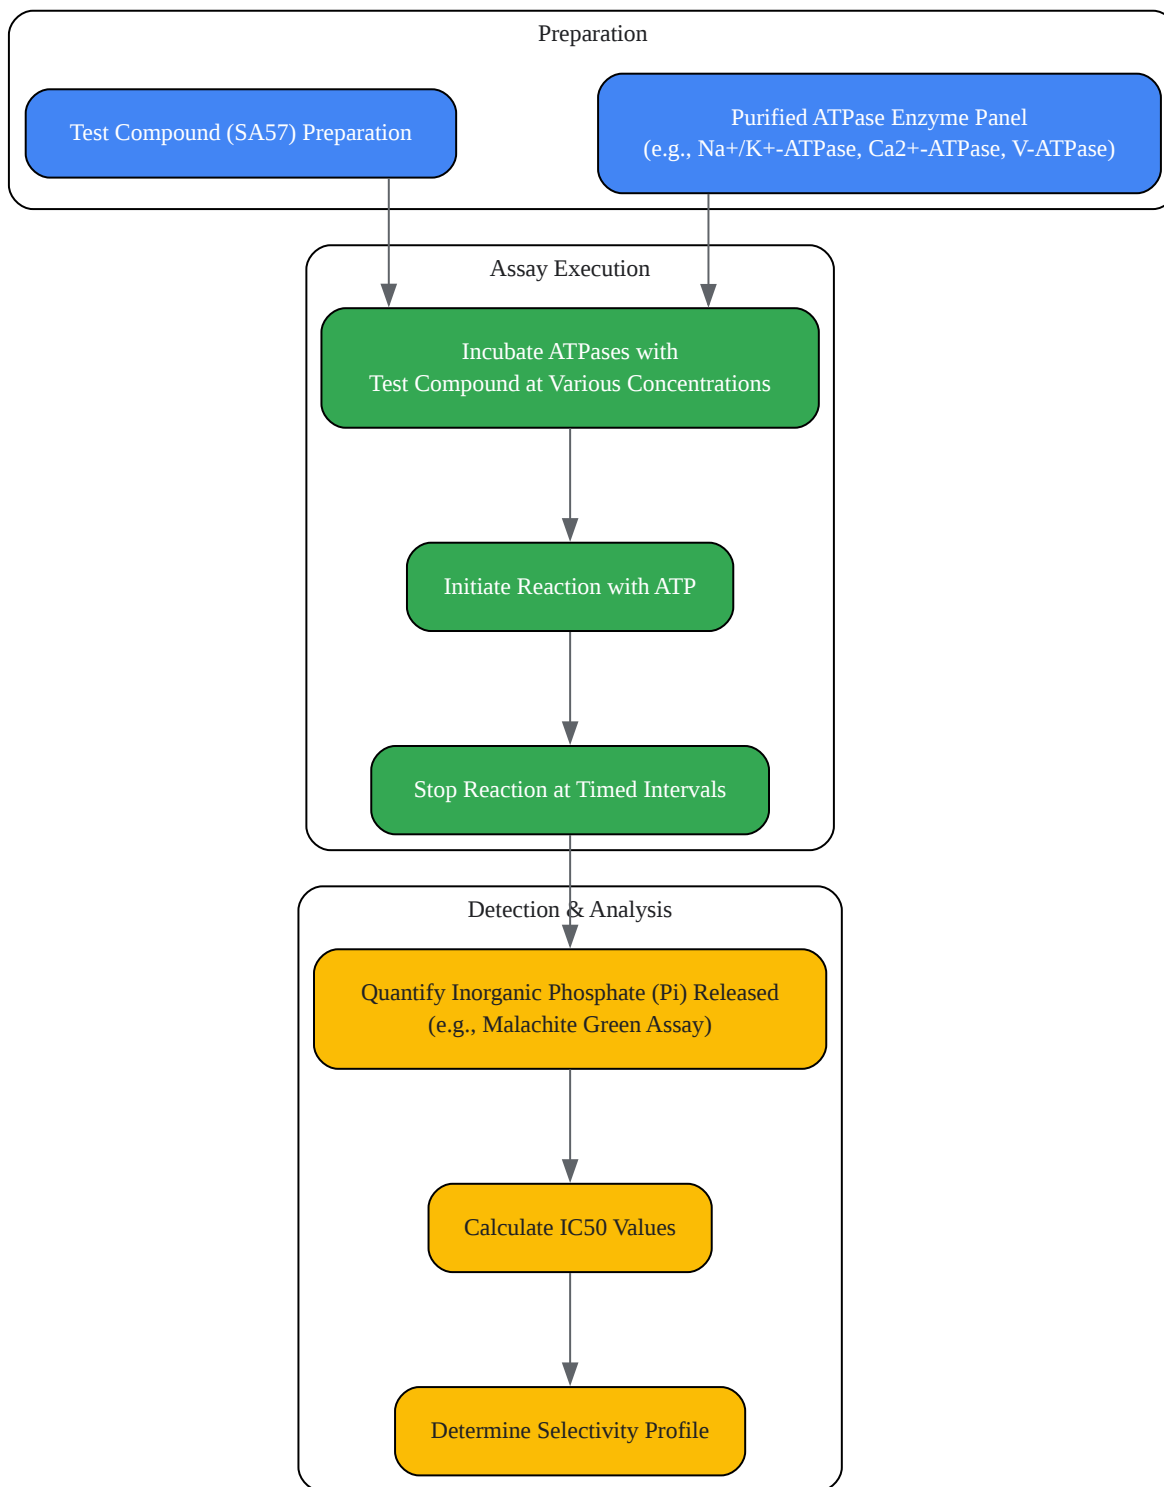 Preparation
Test Compound (SA57) Preparation
Purified ATPase Enzyme Panel
(e.g., Na+/K+-ATPase, Ca2+-ATPase, V-ATPase)
Assay Execution
Incubate ATPases with
Test Compound at Various Concentrations
Initiate Reaction with ATP
Stop Reaction at Timed Intervals
Detection & Analysis
Quantify Inorganic Phosphate (Pi) Released
(e.g., Malachite Green Assay)
Calculate IC50 Values
Determine Selectivity Profile